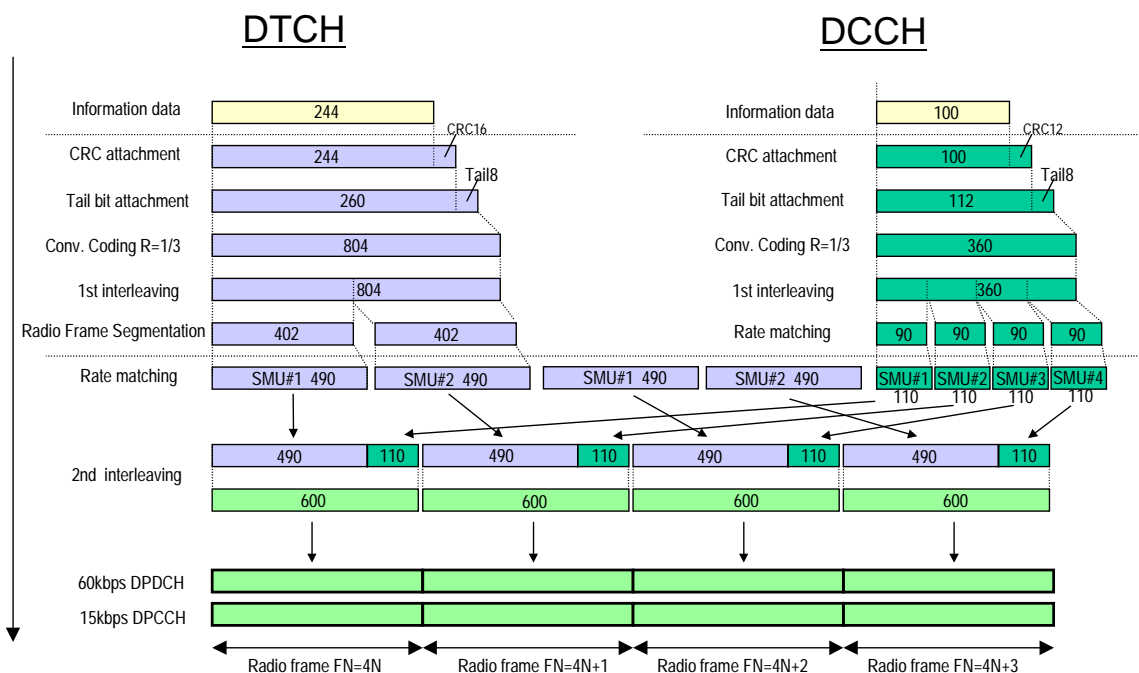 DTCH DCCH
Information data 244 Information data 100
CRC16 CRC12
CRC attachment 244 CRC attachment 100
Tail8 Tail8
Tail bit attachment 260 Tail bit attachment 112
Conv. Coding R=1/3 804 Conv. Coding R=1/3 360
1st interleaving 804 1st interleaving 360
Radio Frame Segmentation 402 402 Rate matching 90 90 90 90
Rate matching SMU#1 490 SMU#2 490 SMU#1 490 SMU#2 490 SMU#1 SMU#2 SMU#3 SMU#4
110 110 110 110
490 110 490 110 490 110 490 110
2nd interleaving
600 600 600 600
60kbps DPDCH
15kbps DPCCH
Radio frame FN=4N Radio frame FN=4N+1 Radio frame FN=4N+2 Radio frame FN=4N+3